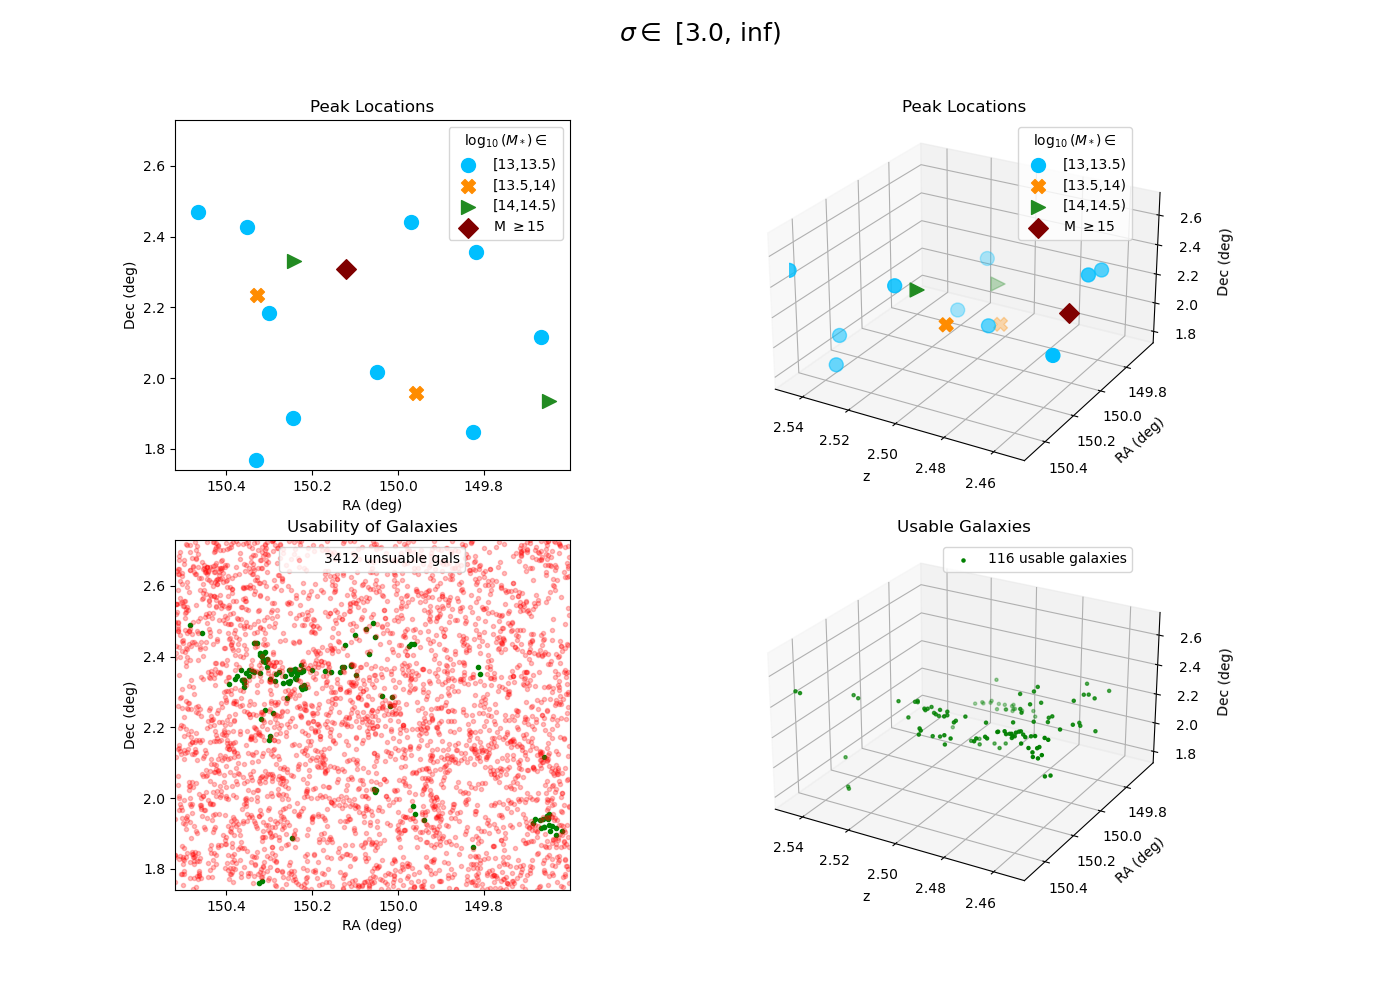 σ ∈ [3.0, inf)
Peak Locations
log₁₀(M*) ∈
[13,13.5)
[13.5,14)
[14,14.5)
M ≥15
2.6
2.4
2.2
2.0
1.8
Dec (deg)
150.4 150.2 150.0 149.8
RA (deg)
Peak Locations
log₁₀(M*) ∈
[13,13.5)
[13.5,14)
[14,14.5)
M ≥15
2.6
2.4
2.2
2.0
1.8
Dec (deg)
149.8
150.0
150.2
150.4
RA (deg)
2.54
2.52
2.50
2.48
2.46
z
Usability of Galaxies
3412 unsuable gals
2.6
2.4
2.2
2.0
1.8
Dec (deg)
150.4 150.2 150.0 149.8
RA (deg)
Usable Galaxies
116 usable galaxies
2.6
2.4
2.2
2.0
1.8
Dec (deg)
149.8
150.0
150.2
150.4
RA (deg)
2.54
2.52
2.50
2.48
2.46
z